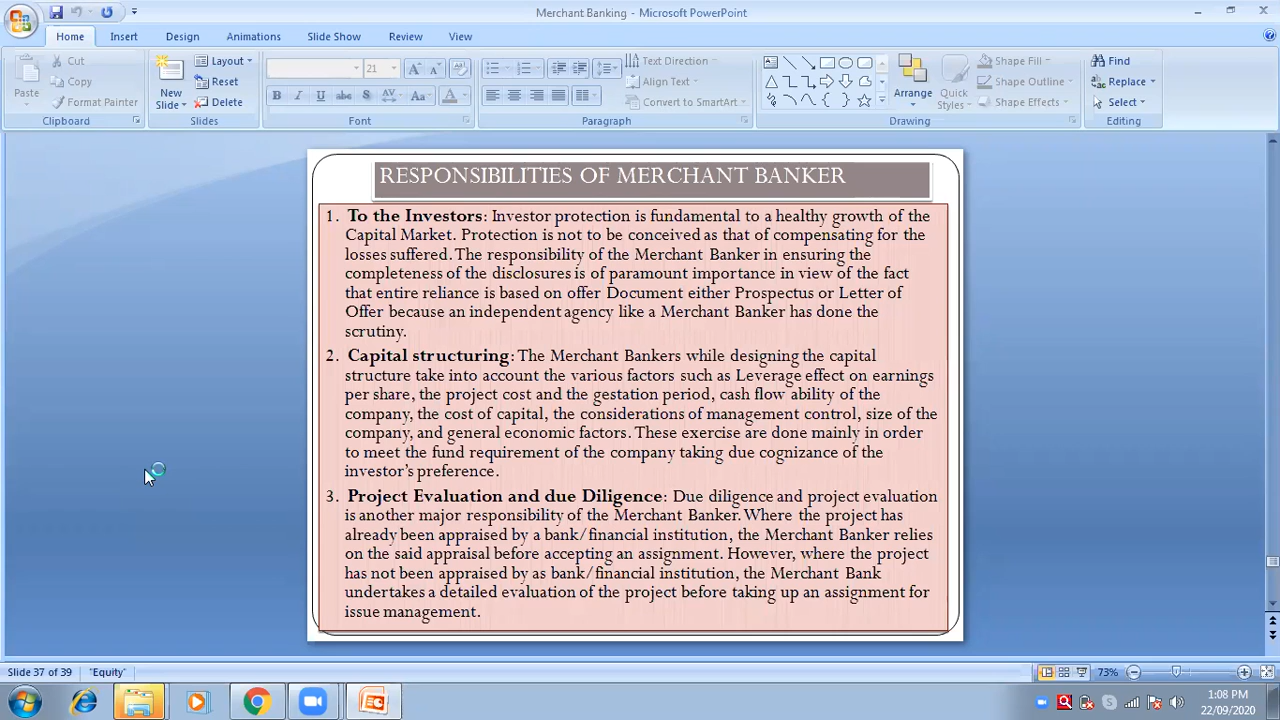 Merchant Banking - Microsoft PowerPoint
Home Insert Design Animations Slide Show Review View
Paste
Cut
Copy
Format Painter
Clipboard
New Slide
Layout
Reset
Delete
Slides
21
B I U abc S AV Aa A
Font
Text Direction
Align Text
Convert to SmartArt
Paragraph
Arrange
Quick Styles
Shape Fill
Shape Outline
Shape Effects
Drawing
Find
Replace
Select
Editing
RESPONSIBILITIES OF MERCHANT BANKER
1. To the Investors: Investor protection is fundamental to a healthy growth of the
Capital Market. Protection is not to be conceived as that of compensating for the
losses suffered. The responsibility of the Merchant Banker in ensuring the
completeness of the disclosures is of paramount importance in view of the fact
that entire reliance is based on offer Document either Prospectus or Letter of
Offer because an independent agency like a Merchant Banker has done the
scrutiny.
2. Capital structuring: The Merchant Bankers while designing the capital
structure take into account the various factors such as Leverage effect on earnings
per share, the project cost and the gestation period, cash flow ability of the
company, the cost of capital, the considerations of management control, size of the
company, and general economic factors. These exercise are done mainly in order
to meet the fund requirement of the company taking due cognizance of the
investor's preference.
3. Project Evaluation and due Diligence: Due diligence and project evaluation
is another major responsibility of the Merchant Banker. Where the project has
already been appraised by a bank/financial institution, the Merchant Banker relies
on the said appraisal before accepting an assignment. However, where the project
has not been appraised by as bank/financial institution, the Merchant Bank
undertakes a detailed evaluation of the project before taking up an assignment for
issue management.
Slide 37 of 39 "Equity" 73%
1:08 PM
22/09/2020